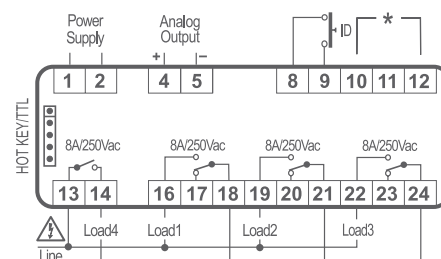 Power Supply
Analog Output
+ −
ID
*
1 2 4 5 8 9 10 11 12
HOT KEY/TTL
8A/250Vac 8A/250Vac 8A/250Vac 8A/250Vac
13 14 16 17 18 19 20 21 22 23 24
Load4 Load1 Load2 Load3
Line